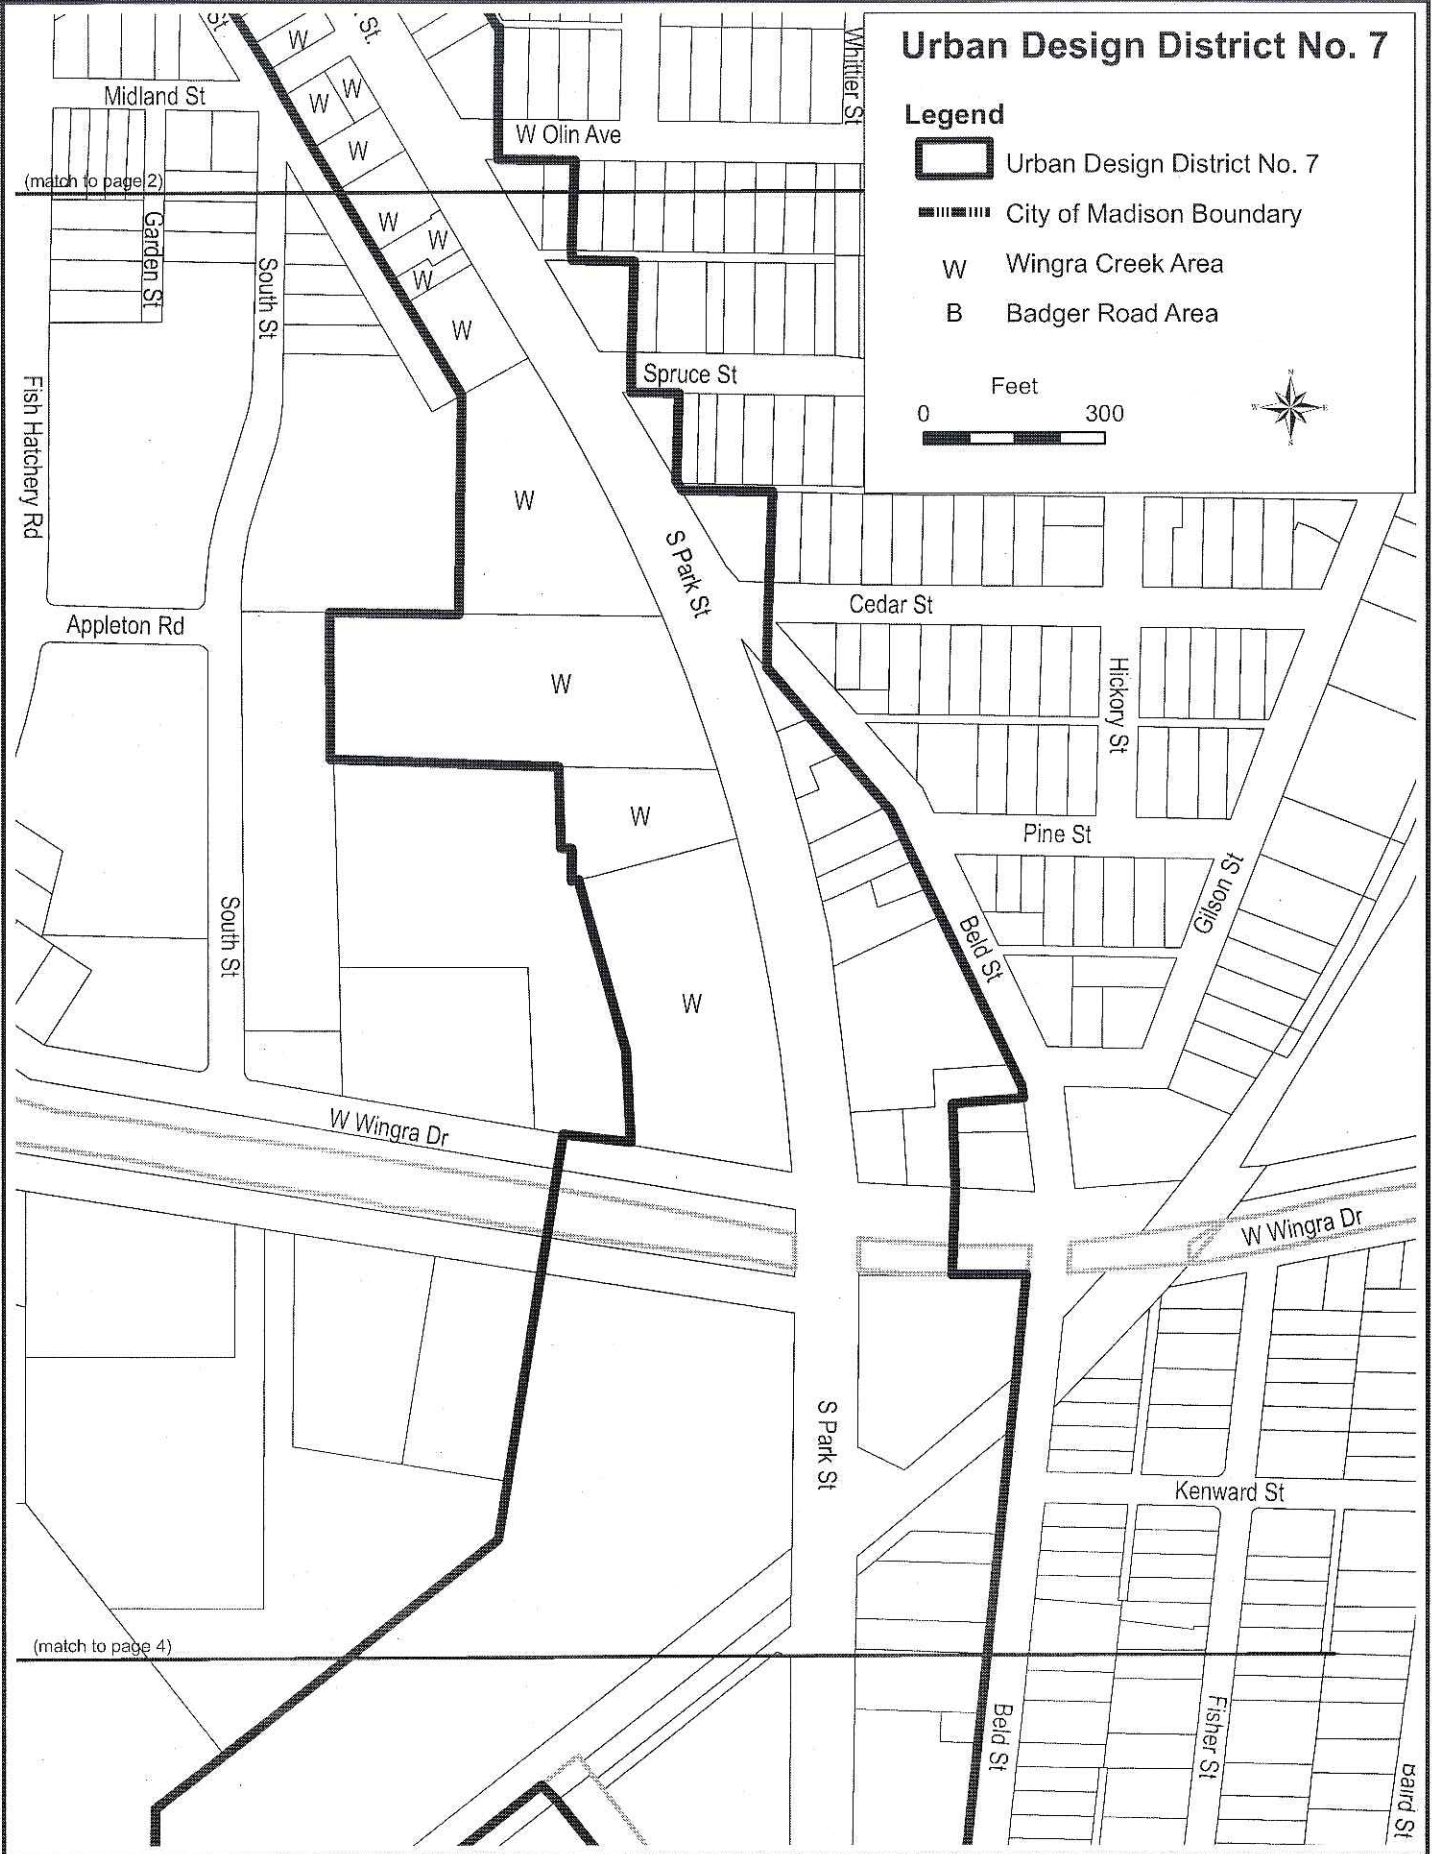 Urban Design District No. 7
Legend
Urban Design District No. 7
City of Madison Boundary
W Wingra Creek Area
B Badger Road Area
Feet
0 300
N
W E
S
St
St.
W
Whittier St
Midland St
W
W
W Olin Ave
W
(match to page 2)
Garden St
South St
W
W
W
W
Spruce St
Fish Hatchery Rd
W
S Park St
Cedar St
Appleton Rd
Hickory St
W
W
Pine St
Gilson St
South St
Beld St
W
W Wingra Dr
W Wingra Dr
S Park St
Kenward St
(match to page 4)
Beld St
Fisher St
Baird St